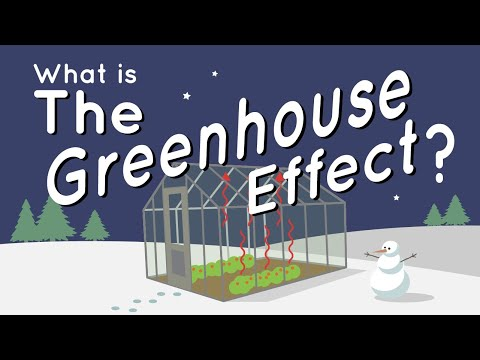 What is
The
Greenhouse
Effect?